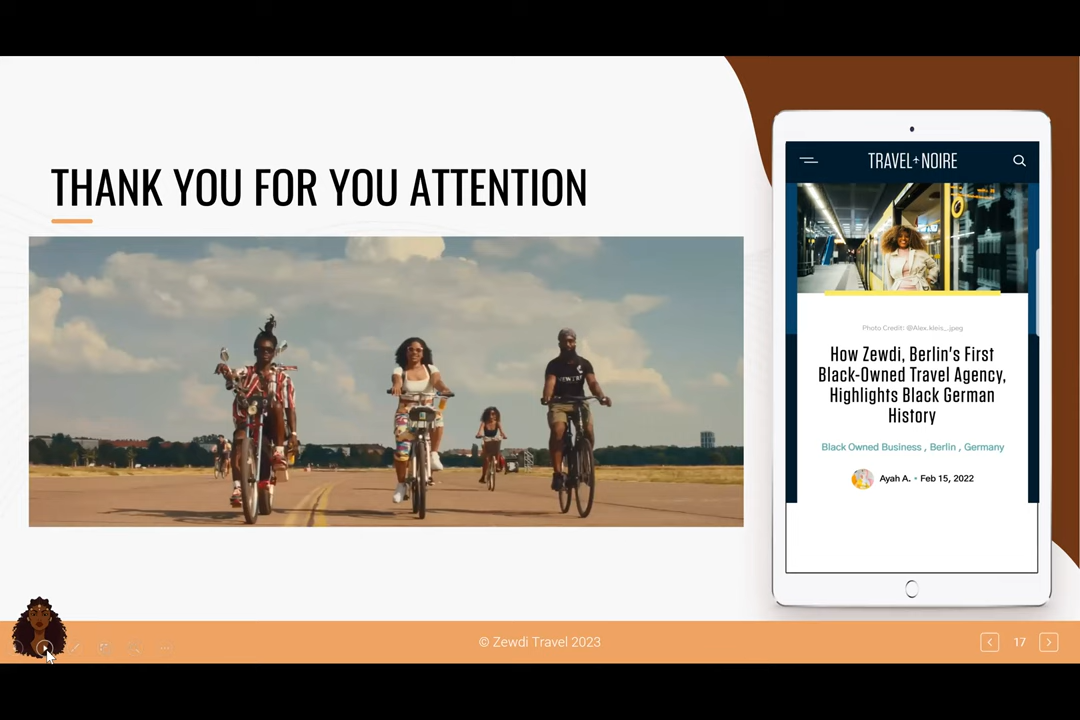 THANK YOU FOR YOU ATTENTION
TRAVEL+NOIRE
Photo Credit: @Alex.kleis_.jpeg
How Zewdi, Berlin's First
Black-Owned Travel Agency,
Highlights Black German
History
Black Owned Business , Berlin , Germany
Ayah A. • Feb 15, 2022
© Zewdi Travel 2023
17